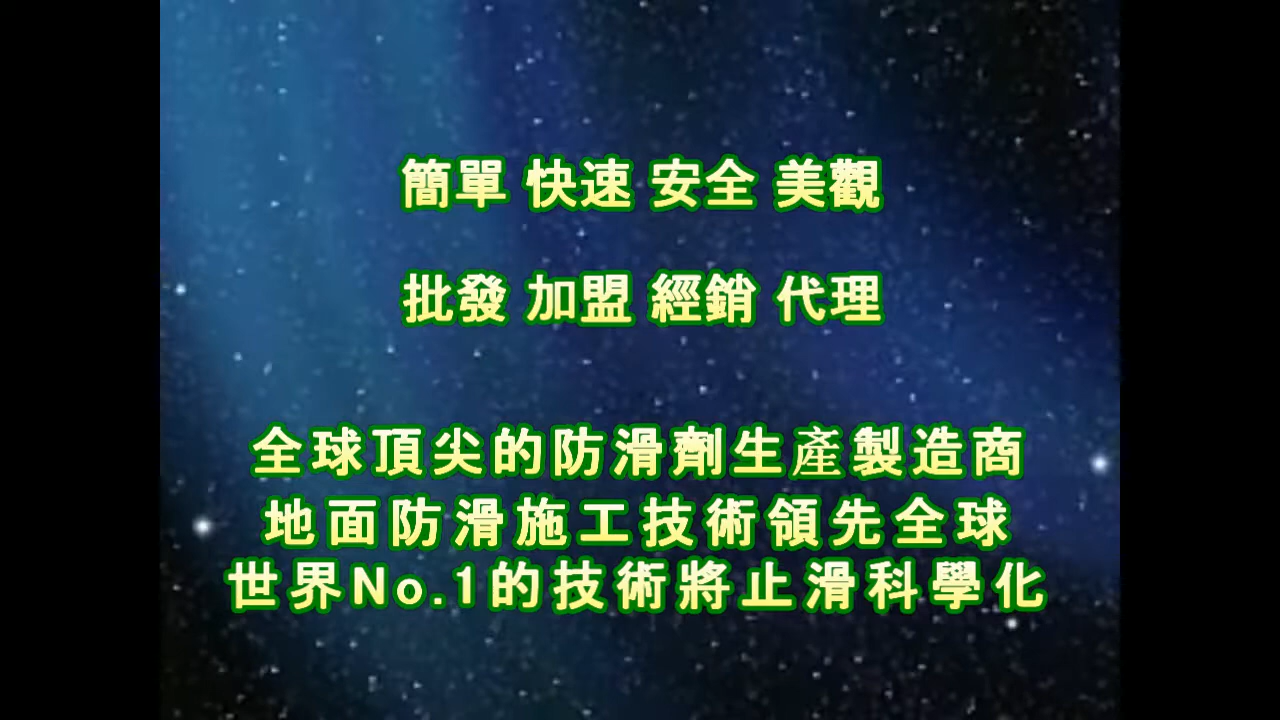 簡單 快速 安全 美觀
批發 加盟 經銷 代理
全球頂尖的防滑劑生產製造商
地面防滑施工技術領先全球
世界No.1的技術將止滑科學化